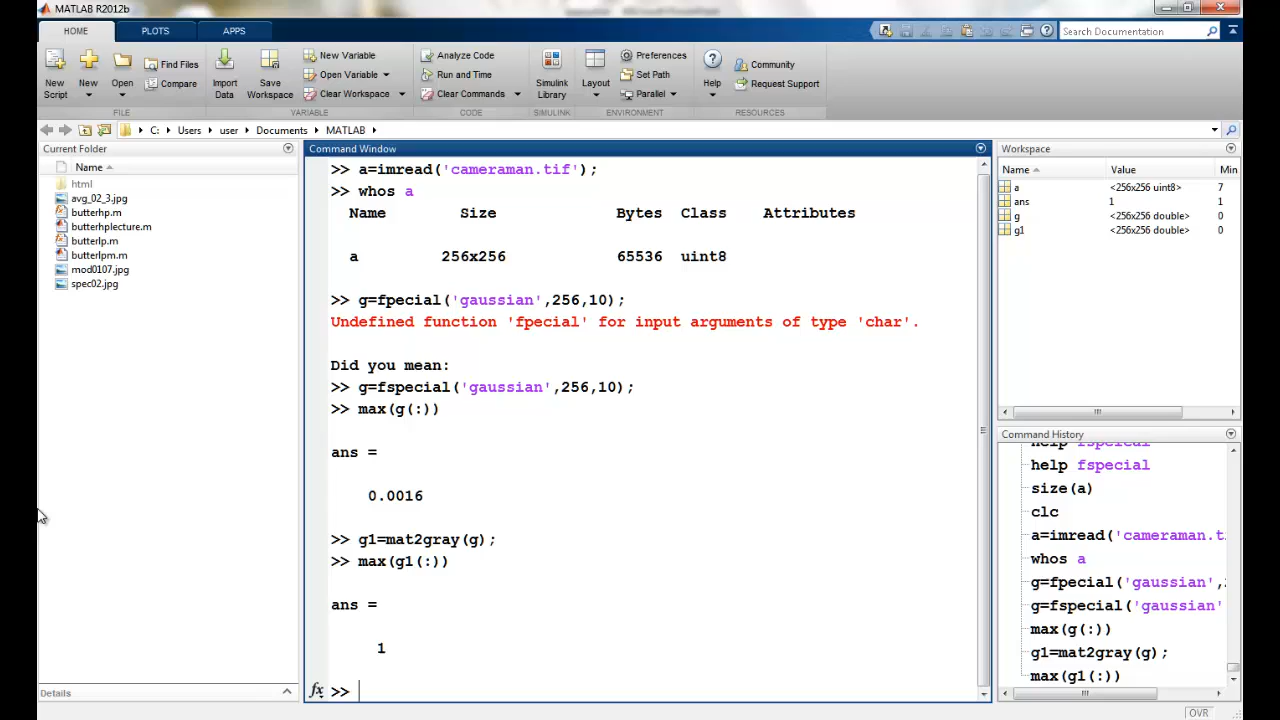 MATLAB R2012b
HOME PLOTS APPS
Search Documentation
New Script
New
Open
Find Files
Compare
Import Data
Save Workspace
New Variable
Open Variable
Clear Workspace
Analyze Code
Run and Time
Clear Commands
Simulink Library
Layout
Preferences
Set Path
Parallel
Help
Community
Request Support
FILE VARIABLE CODE SIMULINK ENVIRONMENT RESOURCES
C: Users user Documents MATLAB
Current Folder
Name
html
avg_02_3.jpg
butterhp.m
butterhplecture.m
butterlp.m
butterlpm.m
mod0107.jpg
spec02.jpg
Details
Command Window
>> a=imread('cameraman.tif');
>> whos a
Name Size Bytes Class Attributes
a 256x256 65536 uint8
>> g=fpecial('gaussian',256,10);
Undefined function 'fpecial' for input arguments of type 'char'.
Did you mean:
>> g=fspecial('gaussian',256,10);
>> max(g(:))
ans =
0.0016
>> g1=mat2gray(g);
>> max(g1(:))
ans =
1
fx >>
Workspace
Name Value Min
a <256x256 uint8> 7
ans 1 1
g <256x256 double> 0
g1 <256x256 double> 0
Command History
help fspecial
size(a)
clc
a=imread('cameraman.t
whos a
g=fpecial('gaussian',
g=fspecial('gaussian'
max(g(:))
g1=mat2gray(g);
max(g1(:))
OVR